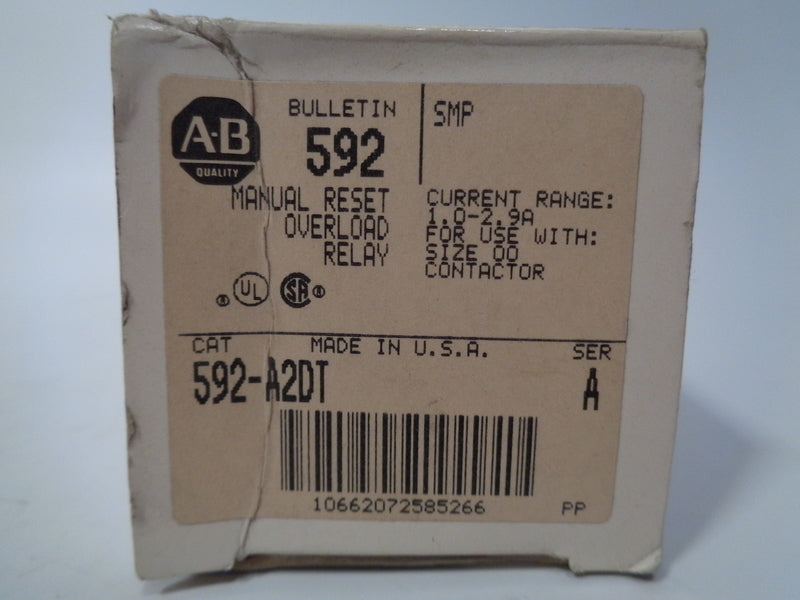 A-B
QUALITY
BULLETIN
592
MANUAL RESET
OVERLOAD
RELAY
UL
SA
SMP
CURRENT RANGE:
1.0-2.9A
FOR USE WITH:
SIZE 00
CONTACTOR
CAT MADE IN U.S.A. SER
592-A2DT A
10662072585266 PP